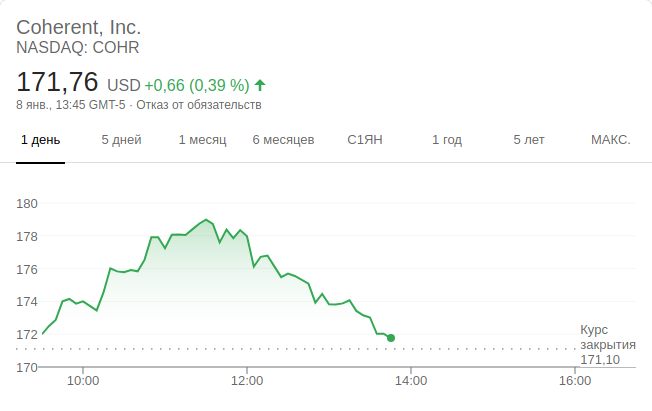 Coherent, Inc.
NASDAQ: COHR
171,76 USD +0,66 (0,39 %)
8 янв., 13:45 GMT-5 · Отказ от обязательств
1 день 5 дней 1 месяц 6 месяцев С1ЯН 1 год 5 лет МАКС.
180
178
176
174
172
170
Курс
закрытия
171,10
10:00 12:00 14:00 16:00